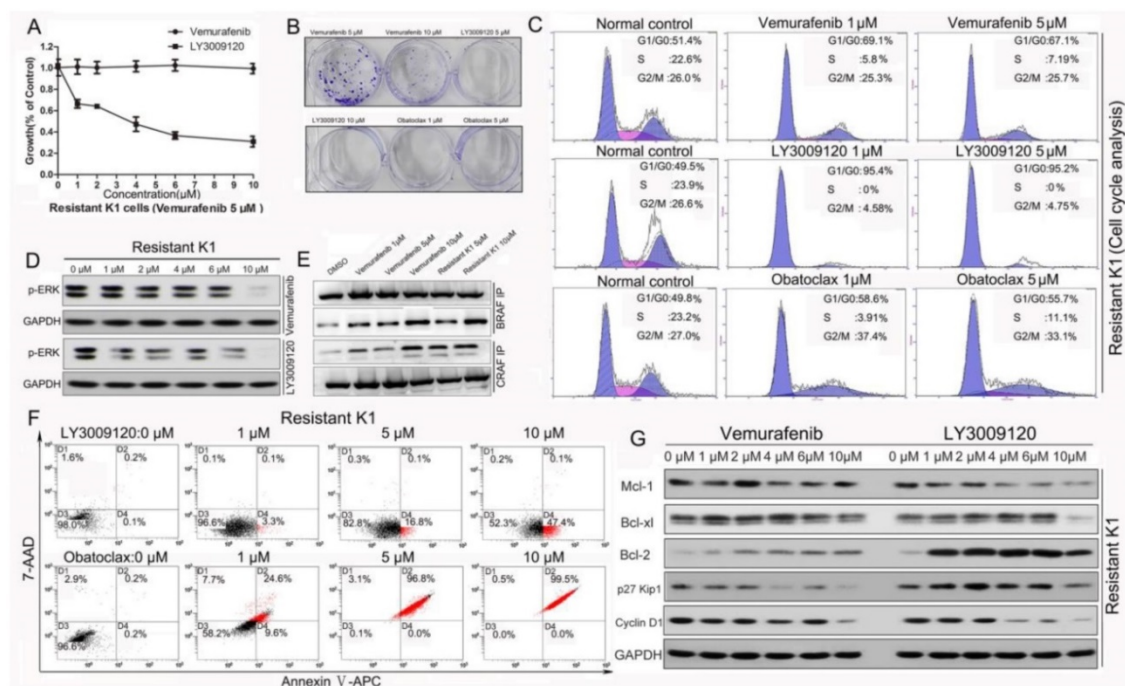 A
Vemurafenib
LY3009120
Growth(% of Control)
1.2
1.0
0.8
0.6
0.4
0.2
0.0
0 1 2 4 6 8 10
Concentration(μM)
Resistant K1 cells (Vemurafenib 5 μM )
B
Vemurafenib 5 μM Vemurafenib 10 μM LY3009120 5 μM
LY3009120 10 μM Obatoclax 1 μM Obatoclas 5 μM
C
Normal control Vemurafenib 1 μM Vemurafenib 5 μM
G1/G0:51.4% G1/G0:69.1% G1/G0:67.1%
S :22.6% S : 5.8% S : 7.19%
G2/M :26.0% G2/M :25.3% G2/M :25.7%
Normal control LY3009120 1 μM LY3009120 5 μM
G1/G0:49.5% G1/G0:95.4% G1/G0:95.2%
S :23.9% S :0% S :0 %
G2/M :26.6% G2/M :4.58% G2/M :4.75%
Normal control Obatoclax 1μM Obatoclax 5 μM
G1/G0:49.8% G1/G0:58.6% G1/G0:55.7%
S :23.2% S :3.91% S :11.1%
G2/M :27.0% G2/M :37.4% G2/M :33.1%
Resistant K1 (Cell cycle analysis)
D
Resistant K1
0 μM 1 μM 2 μM 4 μM 6 μM 10 μM
p-ERK
GAPDH
Vemurafenib
p-ERK
GAPDH
LY3009120
E
DMSO
Vemurafenib 1μM
Vemurafenib 5μM
Vemurafenib 10μM
Resistant K1 5μM
Resistant K1 10μM
BRAF IP
CRAF IP
F
Resistant K1
LY3009120:0 μM 1 μM 5 μM 10 μM
D1 D2 D1 D2 D1 D2 D1 D2
1.6% 0.2% 0.1% 0.1% 0.3% 0.1% 0.2% 0.1%
D3 D4 D3 D4 D3 D4 D3 D4
98.0% 0.1% 96.6% 3.3% 82.8% 16.8% 52.3% 47.4%
Obatoclax:0 μM 1 μM 5 μM 10 μM
D1 D2 D1 D2 D1 D2 D1 D2
2.9% 0.2% 7.7% 24.6% 3.1% 96.8% 0.5% 99.5%
D3 D4 D3 D4 D3 D4 D3 D4
96.6% 0.2% 58.2% 9.6% 0.1% 0.0% 0.0% 0.0%
7-AAD
Annexin V-APC
G
Vemurafenib LY3009120
0 μM 1 μM 2 μM 4 μM 6μM 10μM 0 μM 1 μM 2 μM 4 μM 6μM 10μM
Mcl-1
Bcl-xl
Bcl-2
p27 Kip1
Cyclin D1
GAPDH
Resistant K1